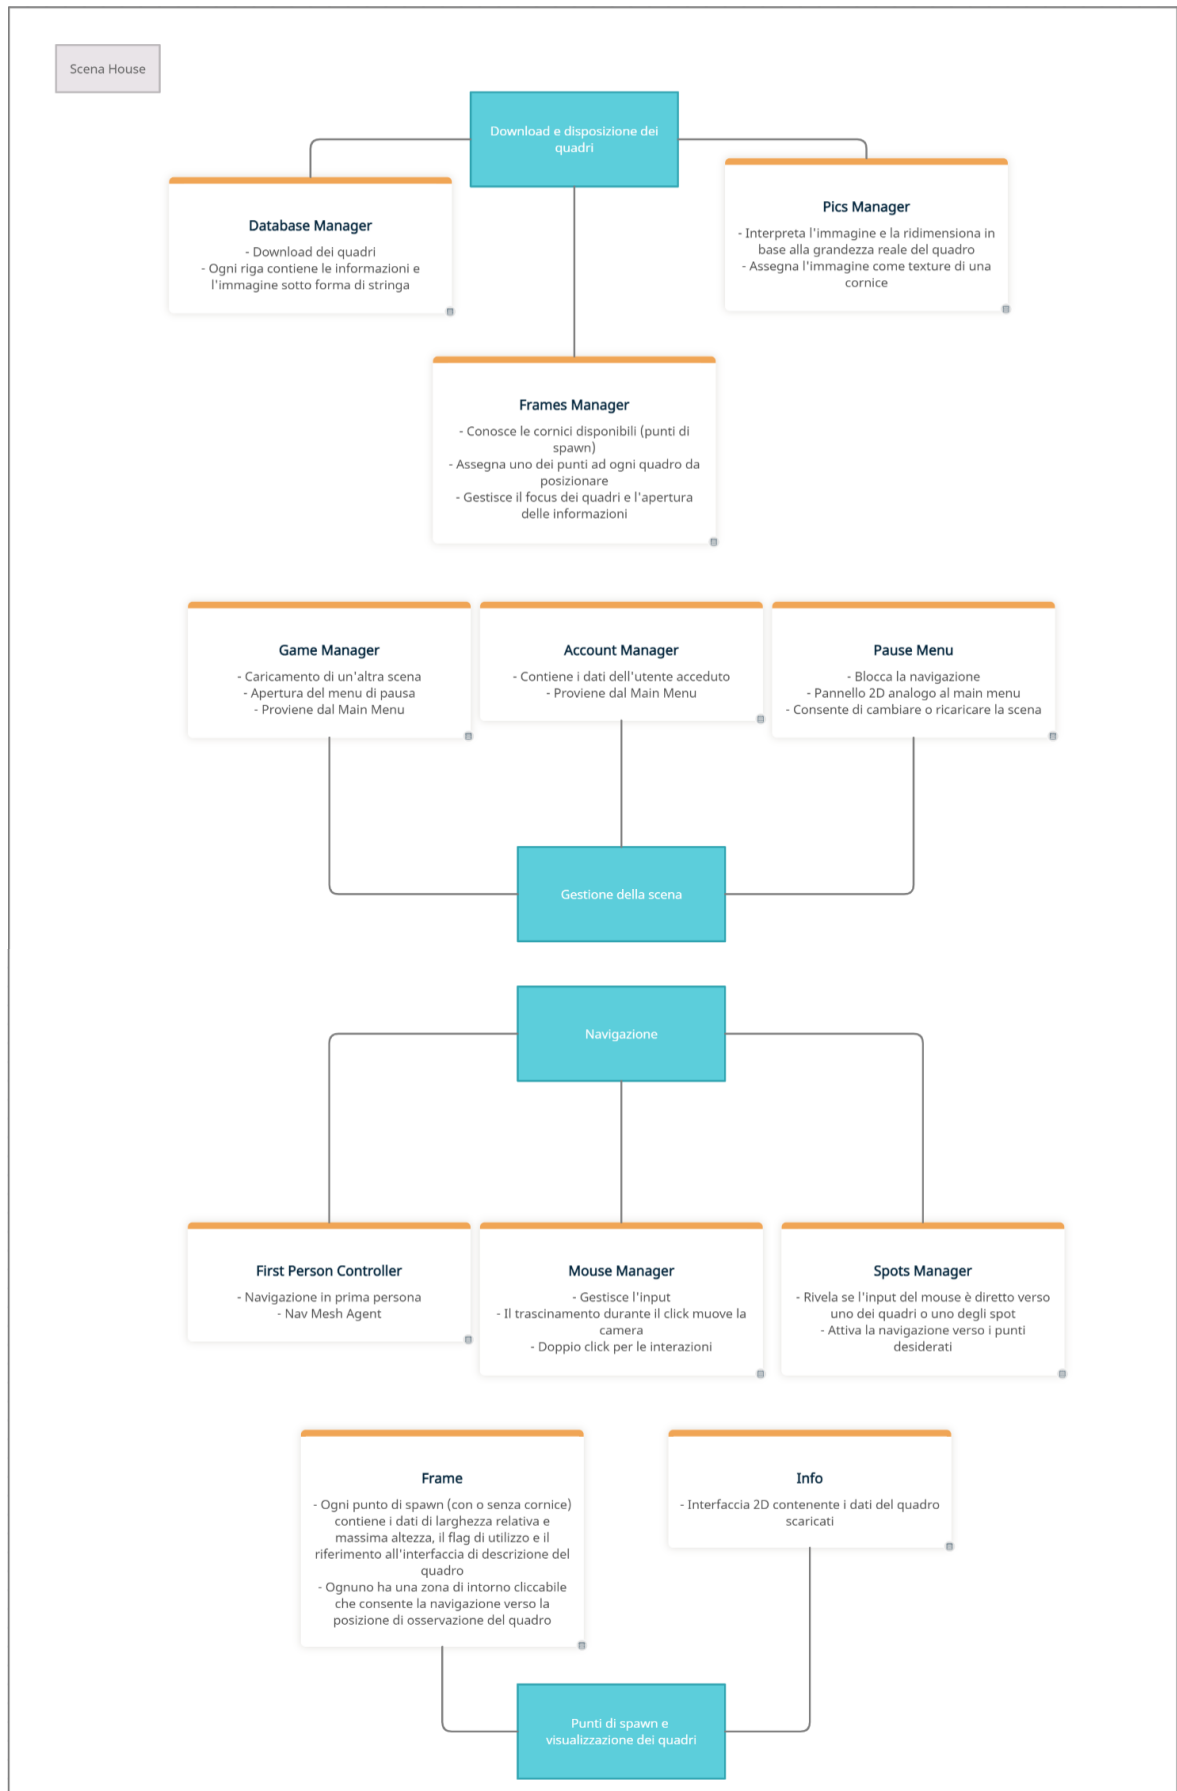 Scena House
Download e disposizione dei
quadri
Database Manager
- Download dei quadri
- Ogni riga contiene le informazioni e
l'immagine sotto forma di stringa
Pics Manager
- Interpreta l'immagine e la ridimensiona in
base alla grandezza reale del quadro
- Assegna l'immagine come texture di una
cornice
Frames Manager
- Conosce le cornici disponibili (punti di
spawn)
- Assegna uno dei punti ad ogni quadro da
posizionare
- Gestisce il focus dei quadri e l'apertura
delle informazioni
Game Manager
- Caricamento di un'altra scena
- Apertura del menu di pausa
- Proviene dal Main Menu
Account Manager
- Contiene i dati dell'utente acceduto
- Proviene dal Main Menu
Pause Menu
- Blocca la navigazione
- Pannello 2D analogo al main menu
- Consente di cambiare o ricaricare la scena
Gestione della scena
Navigazione
First Person Controller
- Navigazione in prima persona
- Nav Mesh Agent
Mouse Manager
- Gestisce l'input
- Il trascinamento durante il click muove la
camera
- Doppio click per le interazioni
Spots Manager
- Rivela se l'input del mouse è diretto verso
uno dei quadri o uno degli spot
- Attiva la navigazione verso i punti
desiderati
Frame
- Ogni punto di spawn (con o senza cornice)
contiene i dati di larghezza relativa e
massima altezza, il flag di utilizzo e il
riferimento all'interfaccia di descrizione del
quadro
- Ognuno ha una zona di intorno cliccabile
che consente la navigazione verso la
posizione di osservazione del quadro
Info
- Interfaccia 2D contenente i dati del quadro
scaricati
Punti di spawn e
visualizzazione dei quadri